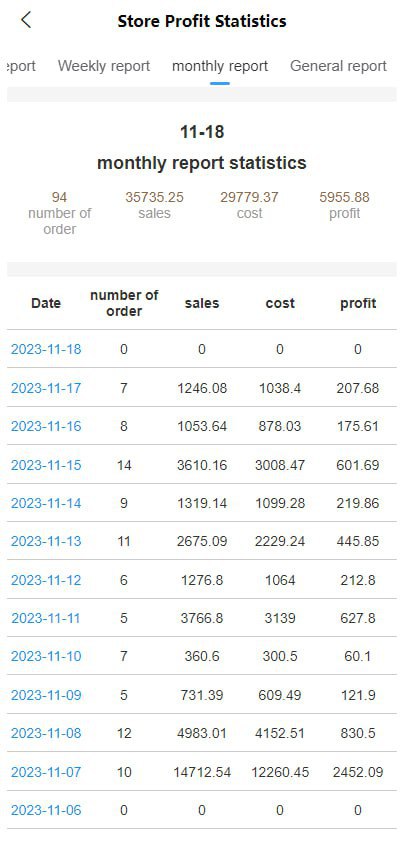 Store Profit Statistics
eport Weekly report monthly report General report
11-18
monthly report statistics
94 35735.25 29779.37 5955.88
number of order sales cost profit
Date number of order sales cost profit
2023-11-18 0 0 0 0
2023-11-17 7 1246.08 1038.4 207.68
2023-11-16 8 1053.64 878.03 175.61
2023-11-15 14 3610.16 3008.47 601.69
2023-11-14 9 1319.14 1099.28 219.86
2023-11-13 11 2675.09 2229.24 445.85
2023-11-12 6 1276.8 1064 212.8
2023-11-11 5 3766.8 3139 627.8
2023-11-10 7 360.6 300.5 60.1
2023-11-09 5 731.39 609.49 121.9
2023-11-08 12 4983.01 4152.51 830.5
2023-11-07 10 14712.54 12260.45 2452.09
2023-11-06 0 0 0 0